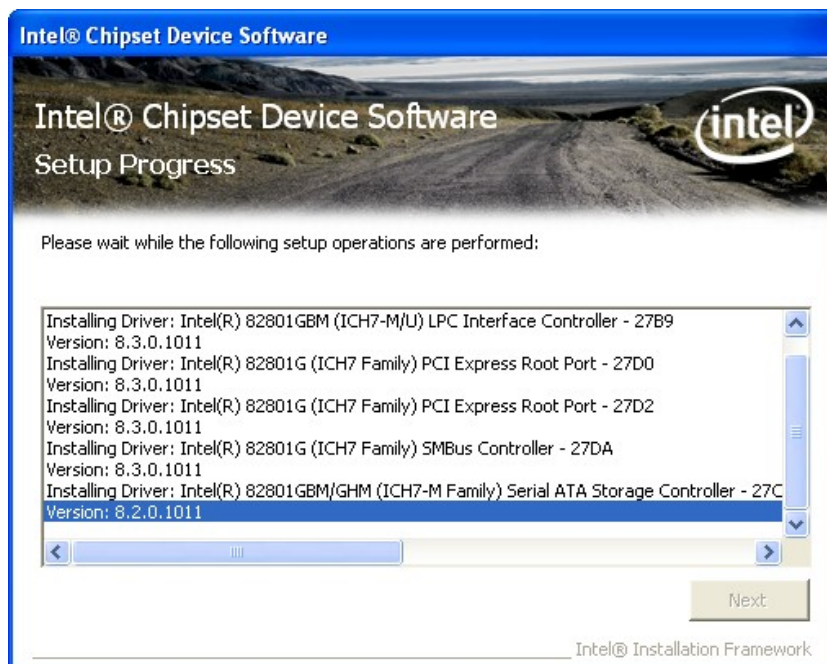 Intel® Chipset Device Software
Intel® Chipset Device Software
intel
Setup Progress
Please wait while the following setup operations are performed:
Installing Driver: Intel(R) 82801GBM (ICH7-M/U) LPC Interface Controller - 27B9
Version: 8.3.0.1011
Installing Driver: Intel(R) 82801G (ICH7 Family) PCI Express Root Port - 27D0
Version: 8.3.0.1011
Installing Driver: Intel(R) 82801G (ICH7 Family) PCI Express Root Port - 27D2
Version: 8.3.0.1011
Installing Driver: Intel(R) 82801G (ICH7 Family) SMBus Controller - 27DA
Version: 8.3.0.1011
Installing Driver: Intel(R) 82801GBM/GHM (ICH7-M Family) Serial ATA Storage Controller - 27C
Version: 8.2.0.1011
Next
Intel® Installation Framework